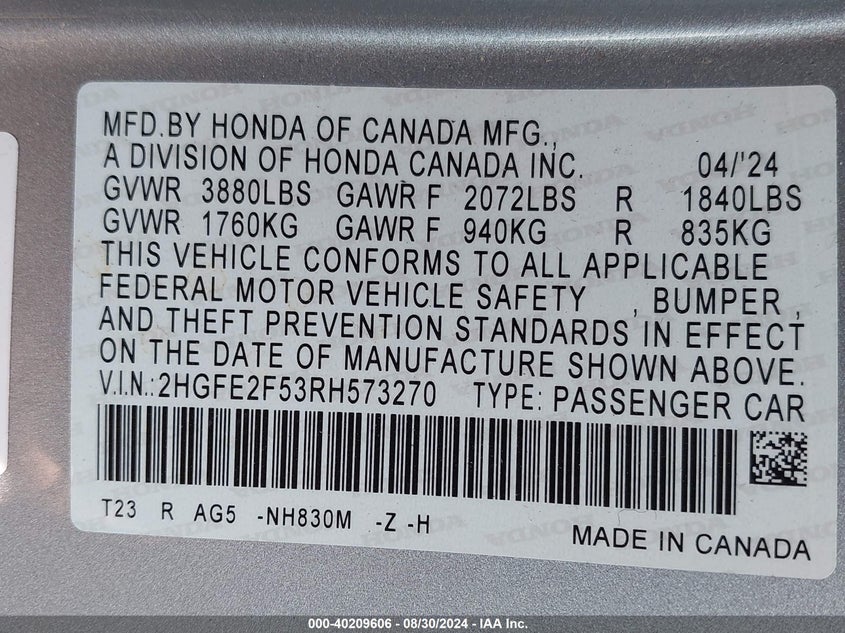 MFD.BY HONDA OF CANADA MFG.,
A DIVISION OF HONDA CANADA INC. 04/'24
GVWR 3880LBS GAWR F 2072LBS R 1840LBS
GVWR 1760KG GAWR F 940KG R 835KG
THIS VEHICLE CONFORMS TO ALL APPLICABLE
FEDERAL MOTOR VEHICLE SAFETY , BUMPER ,
AND THEFT PREVENTION STANDARDS IN EFFECT
ON THE DATE OF MANUFACTURE SHOWN ABOVE.
V.I.N.:2HGFE2F53RH573270 TYPE: PASSENGER CAR
T23 R AG5 -NH830M -Z -H
MADE IN CANADA
000-40209606 - 08/30/2024 - IAA Inc.